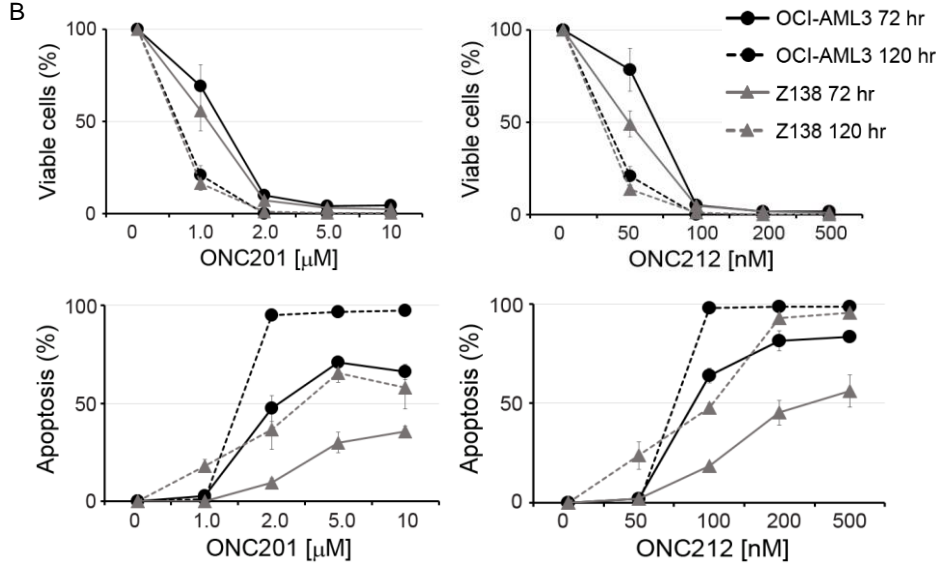 B
Viable cells (%)
100
50
0
0 1.0 2.0 5.0 10
ONC201 [μM]
Viable cells (%)
100
50
0
0 50 100 200 500
ONC212 [nM]
OCI-AML3 72 hr
OCI-AML3 120 hr
Z138 72 hr
Z138 120 hr
Apoptosis (%)
100
50
0
0 1.0 2.0 5.0 10
ONC201 [μM]
Apoptosis (%)
100
50
0
0 50 100 200 500
ONC212 [nM]